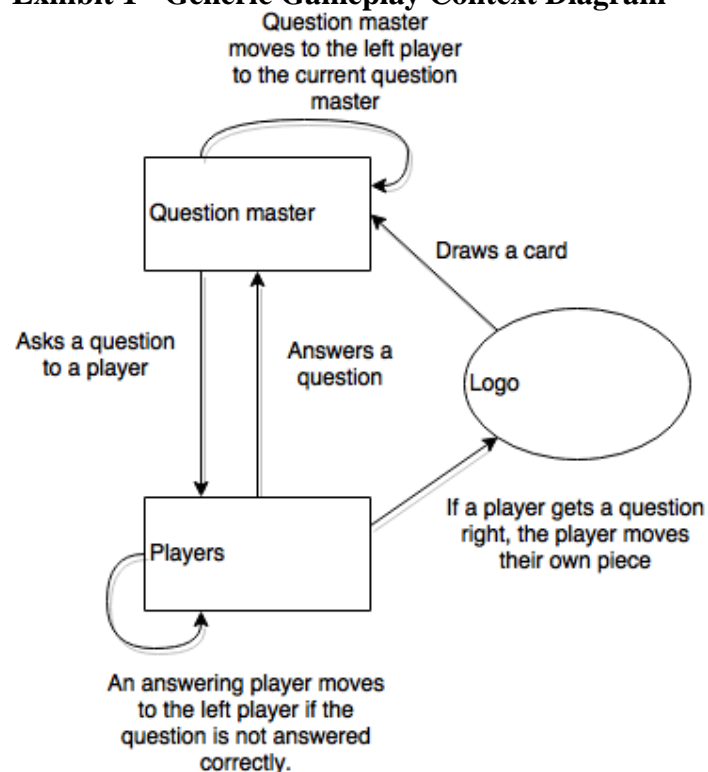 Exhibit 1 - Generic Gameplay Context Diagram
Question master
moves to the left player
to the current question
master
Question master
Draws a card
Asks a question
to a player
Answers a
question
Logo
If a player gets a question
right, the player moves
their own piece
Players
An answering player moves
to the left player if the
question is not answered
correctly.